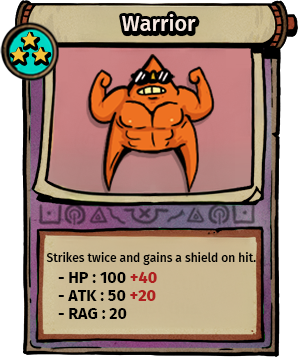 Warrior
Strikes twice and gains a shield on hit.
- HP : 100 +40
- ATK : 50 +20
- RAG : 20